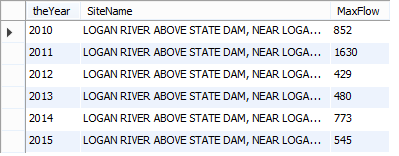 theYear SiteName MaxFlow
2010 LOGAN RIVER ABOVE STATE DAM, NEAR LOGA... 852
2011 LOGAN RIVER ABOVE STATE DAM, NEAR LOGA... 1630
2012 LOGAN RIVER ABOVE STATE DAM, NEAR LOGA... 429
2013 LOGAN RIVER ABOVE STATE DAM, NEAR LOGA... 480
2014 LOGAN RIVER ABOVE STATE DAM, NEAR LOGA... 773
2015 LOGAN RIVER ABOVE STATE DAM, NEAR LOGA... 545